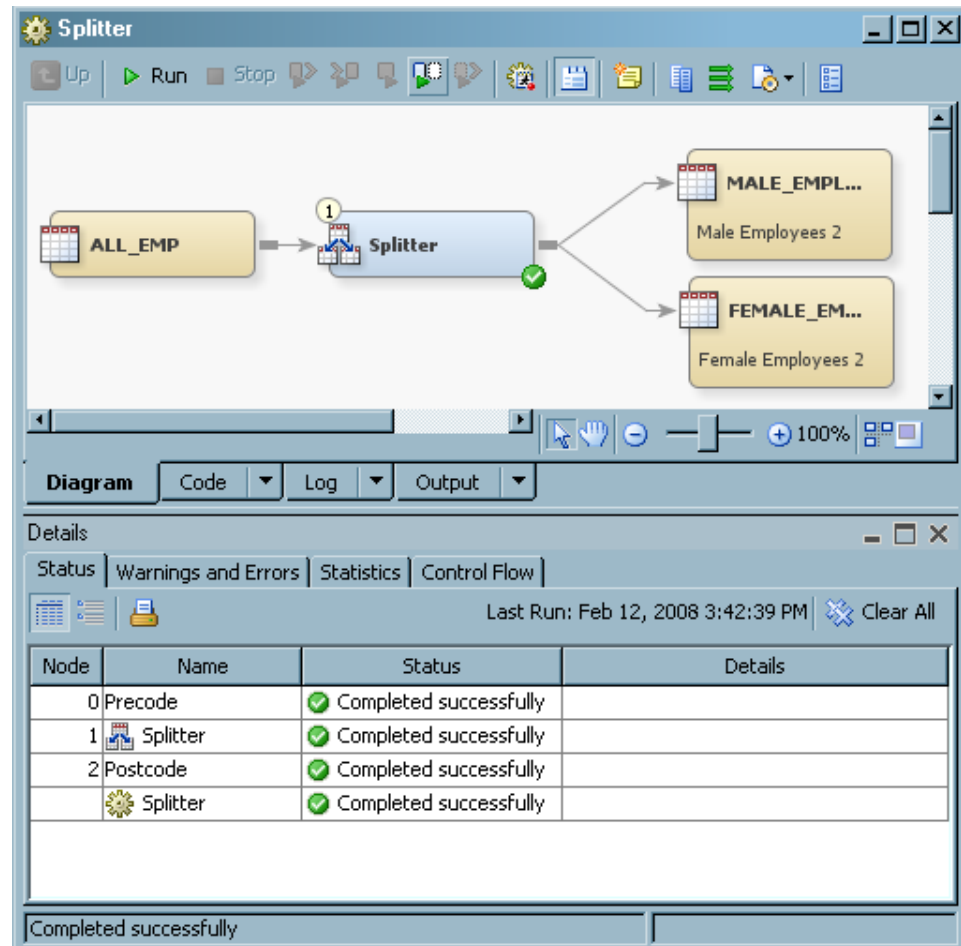 Splitter
Up Run Stop
1
ALL_EMP
Splitter
MALE_EMPL...
Male Employees 2
FEMALE_EM...
Female Employees 2
100%
Diagram Code Log Output
Details
Status Warnings and Errors Statistics Control Flow
Last Run: Feb 12, 2008 3:42:39 PM Clear All
Node Name Status Details
0 Precode Completed successfully
1 Splitter Completed successfully
2 Postcode Completed successfully
Splitter Completed successfully
Completed successfully